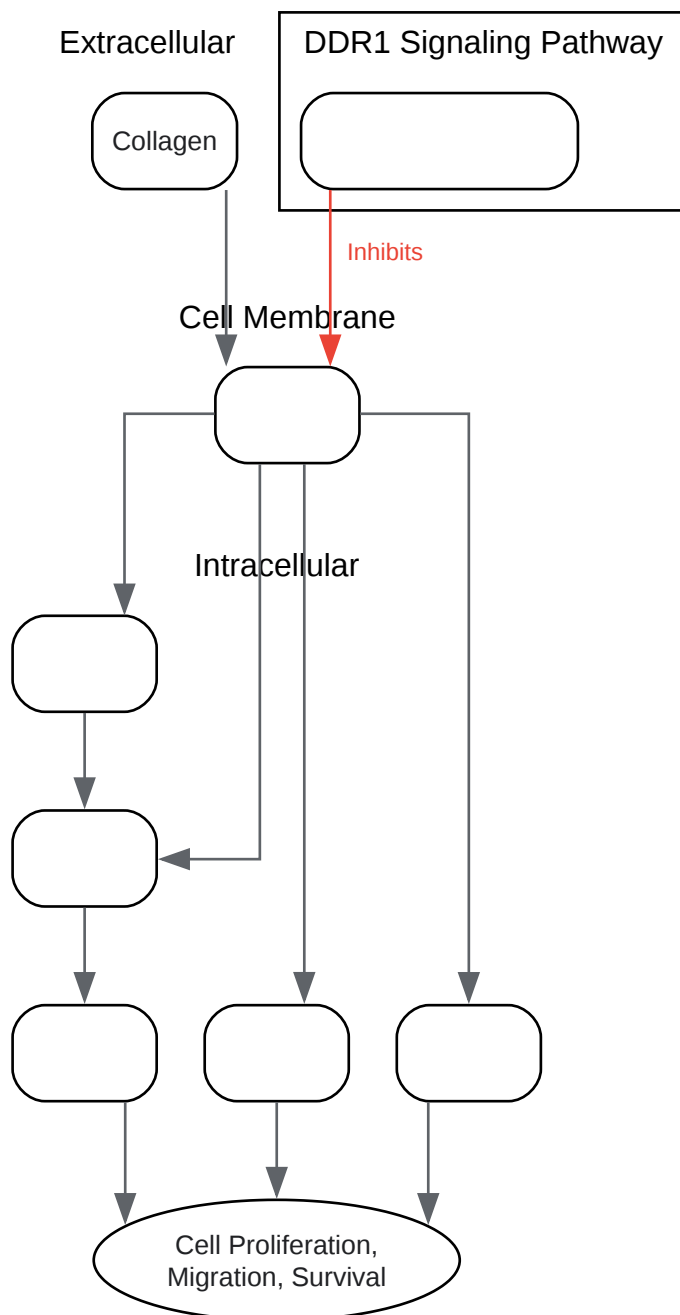 Extracellular
DDR1 Signaling Pathway
Collagen
Inhibits
Cell Membrane
Intracellular
Cell Proliferation,
Migration, Survival